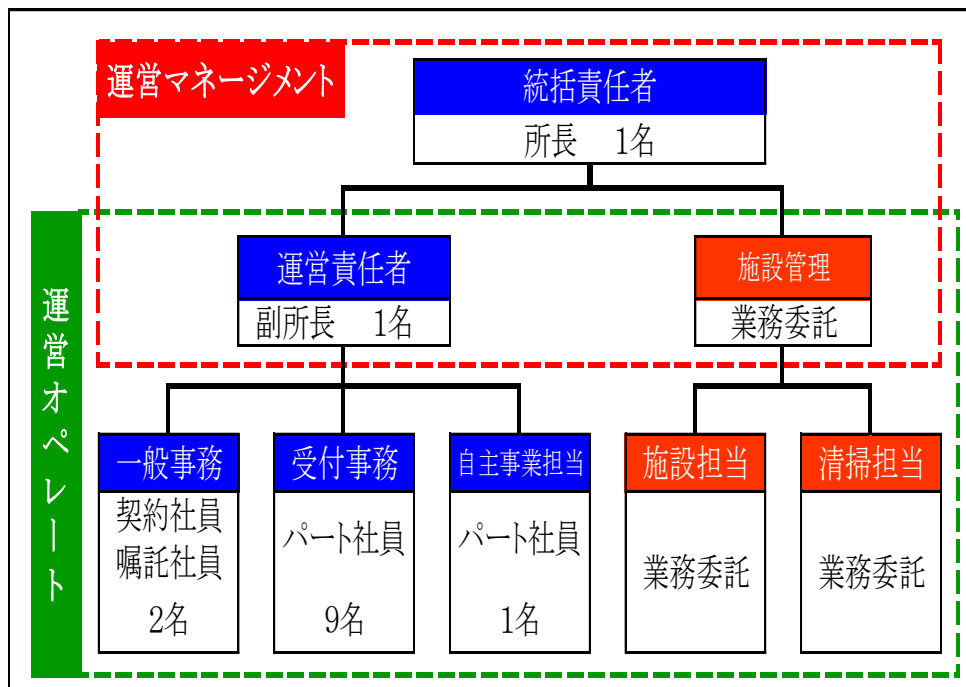 運営マネージメント
統括責任者
所長　1名
運営オペレート
運営責任者
副所長　1名
施設管理
業務委託
一般事務
契約社員
嘱託社員
2名
受付事務
パート社員
9名
自主事業担当
パート社員
1名
施設担当
業務委託
清掃担当
業務委託